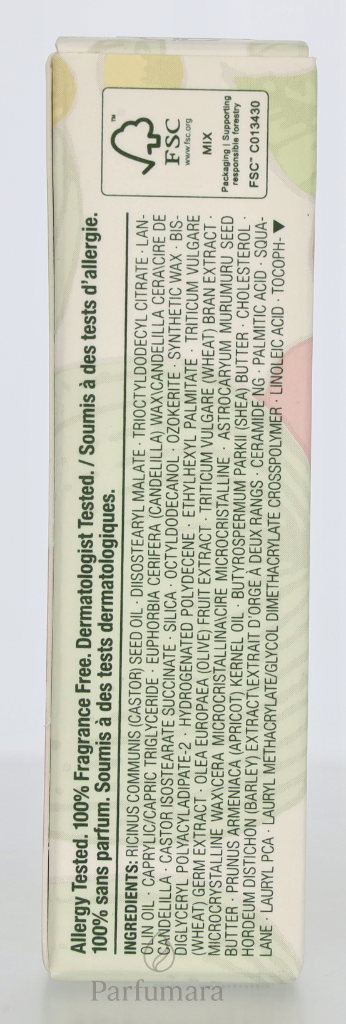 Allergy Tested. 100% Fragrance Free. Dermatologist Tested. / Soumis à des tests d'allergie.
100% sans parfum. Soumis à des tests dermatologiques.
INGREDIENTS: RICINUS COMMUNIS (CASTOR) SEED OIL · DIISOSTEARYL MALATE · TRIOCTYLDODECYL CITRATE · LAN-
OLIN OIL · CAPRYLIC/CAPRIC TRIGLYCERIDE · EUPHORBIA CERIFERA (CANDELILLA) WAX\CANDELILLA CERA\CIRE DE
CANDELILLA · CASTOR ISOSTEARATE SUCCINATE · SILICA · OCTYLDODECANOL · OZOKERITE · SYNTHETIC WAX · BIS-
DIGLYCERYL POLYACYLADIPATE-2 · HYDROGENATED POLYDECENE · ETHYLHEXYL PALMITATE · TRITICUM VULGARE
(WHEAT) GERM EXTRACT · OLEA EUROPAEA (OLIVE) FRUIT EXTRACT · TRITICUM VULGARE (WHEAT) BRAN EXTRACT ·
MICROCRYSTALLINE WAX\CERA MICROCRISTALLINA\CIRE MICROCRISTALLINE · ASTROCARYUM MURUMURU SEED
BUTTER · PRUNUS ARMENIACA (APRICOT) KERNEL OIL · BUTYROSPERMUM PARKII (SHEA) BUTTER · CHOLESTEROL ·
HORDEUM DISTICHON (BARLEY) EXTRACT\EXTRAIT D'ORGE À DEUX RANGS · CERAMIDE NG · PALMITIC ACID · SQUA-
LANE · LAURYL PCA · LAURYL METHACRYLATE/GLYCOL DIMETHACRYLATE CROSSPOLYMER · LINOLEIC ACID · TOCOPH- ▼
FSC
www.fsc.org
MIX
Packaging | Supporting
responsible forestry
FSC™ C013430
Parfumara